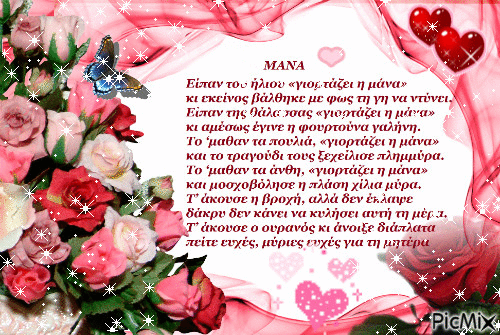 ΜΑΝΑ
Είπαν του ήλιου «γιορτάζει η μάνα»
κι εκείνος βάλθηκε με φως τη γη να ντύνει.
Είπαν της θάλασσας «γιορτάζει η μάνα»
κι αμέσως έγινε η φουρτούνα γαλήνη.
Το ‘μαθαν τα πουλιά, «γιορτάζει η μάνα»
και το τραγούδι τους ξεχείλισε πλημμύρα.
Το ‘μαθαν τα άνθη, «γιορτάζει η μάνα»
και μοσχοβόλησε η πλάση χίλια μύρα.
Τ’ άκουσε η βροχή, αλλά δεν έκλαψε
δάκρυ δεν κάνει να κυλήσει αυτή τη μέρα.
Τ’ άκουσε ο ουρανός κι άνοιξε διάπλατα
πείτε ευχές, μύριες ευχές για τη μητέρα
PicMix